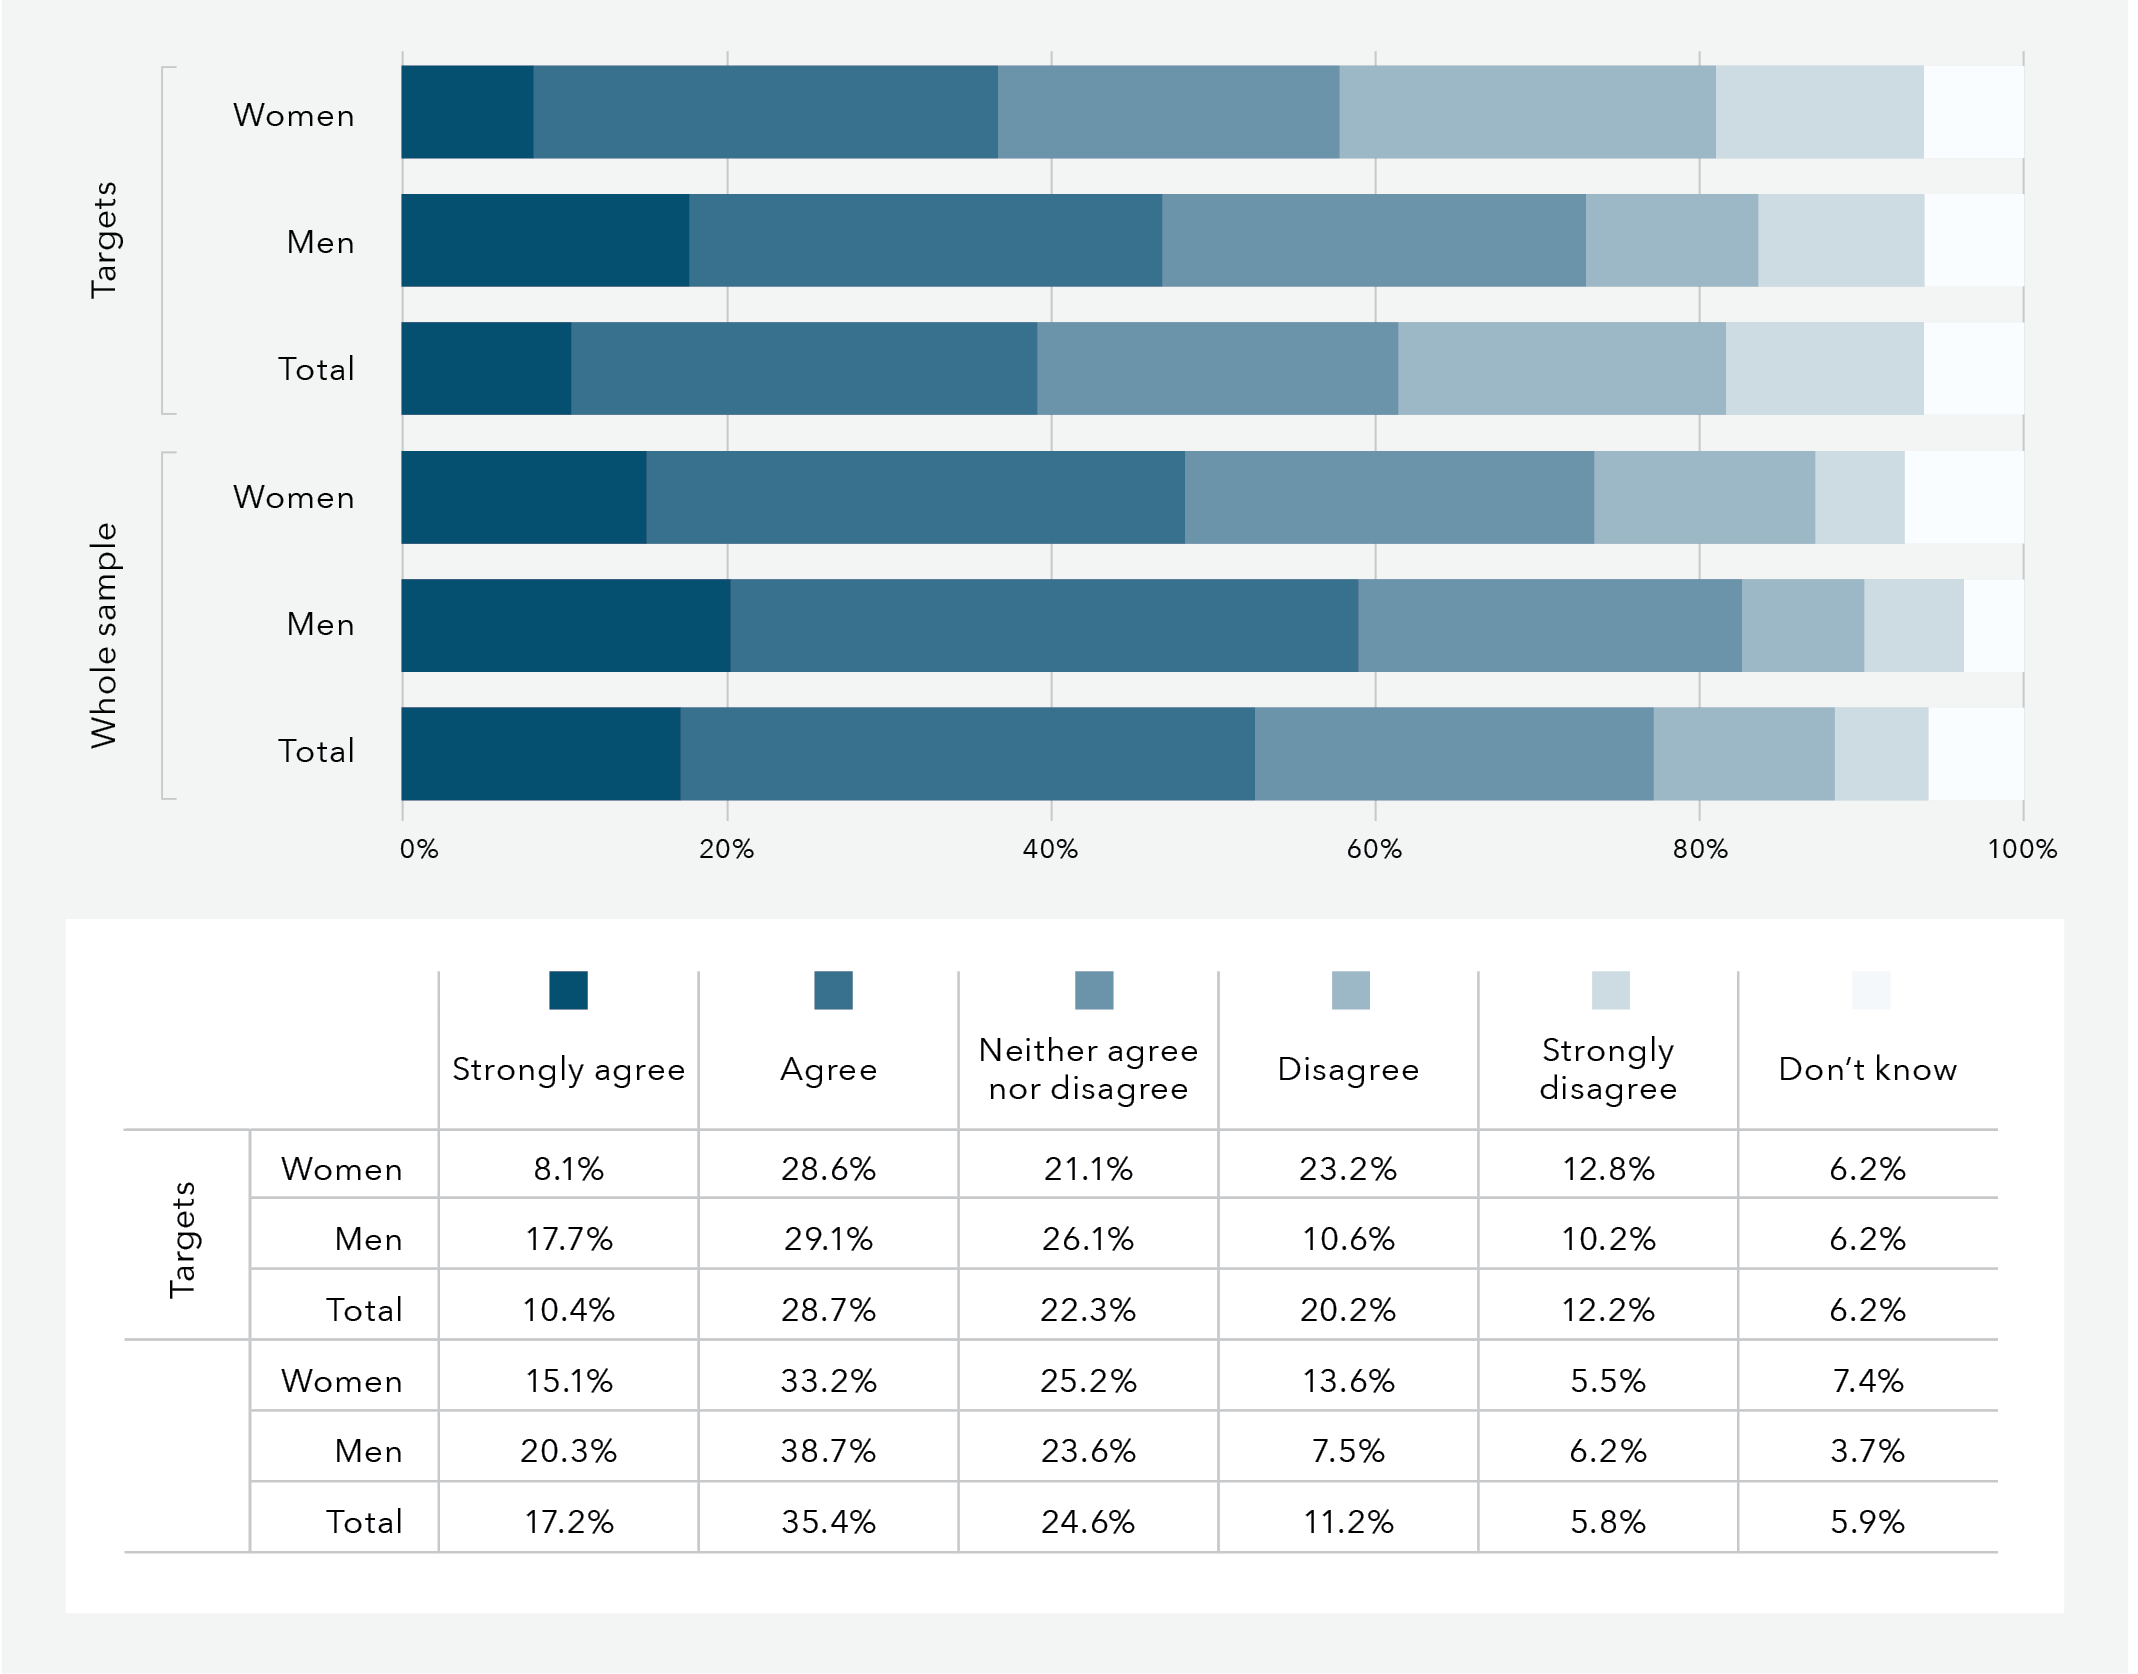 Targets
Women
Men
Total
Whole sample
Women
Men
Total
0% 20% 40% 60% 80% 100%
Strongly agree
Agree
Neither agree
nor disagree
Disagree
Strongly
disagree
Don’t know
Targets
Women 8.1% 28.6% 21.1% 23.2% 12.8% 6.2%
Men 17.7% 29.1% 26.1% 10.6% 10.2% 6.2%
Total 10.4% 28.7% 22.3% 20.2% 12.2% 6.2%
Women 15.1% 33.2% 25.2% 13.6% 5.5% 7.4%
Men 20.3% 38.7% 23.6% 7.5% 6.2% 3.7%
Total 17.2% 35.4% 24.6% 11.2% 5.8% 5.9%